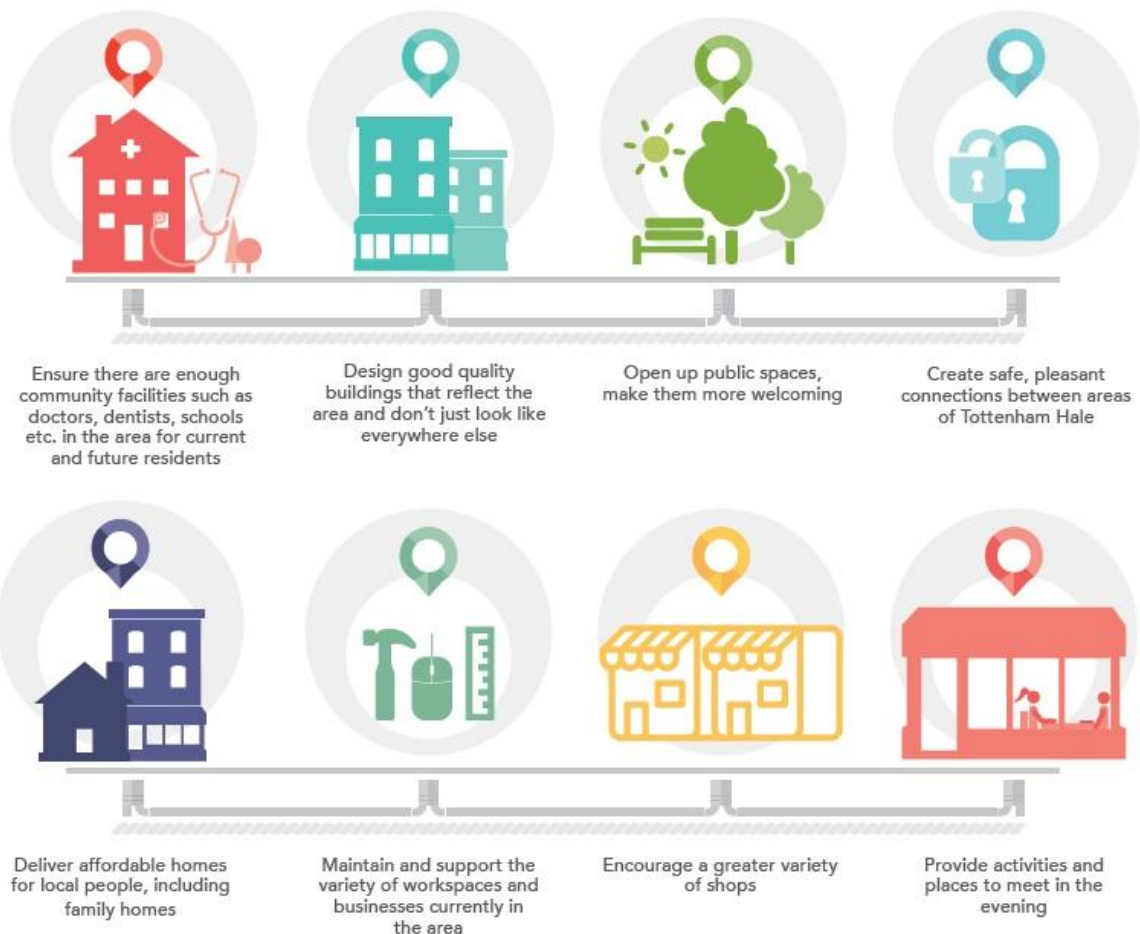 Ensure there are enough
community facilities such as
doctors, dentists, schools
etc. in the area for current
and future residents
Design good quality
buildings that reflect the
area and don't just look like
everywhere else
Open up public spaces,
make them more welcoming
Create safe, pleasant
connections between areas
of Tottenham Hale
Deliver affordable homes
for local people, including
family homes
Maintain and support the
variety of workspaces and
businesses currently in
the area
Encourage a greater variety
of shops
Provide activities and
places to meet in the
evening